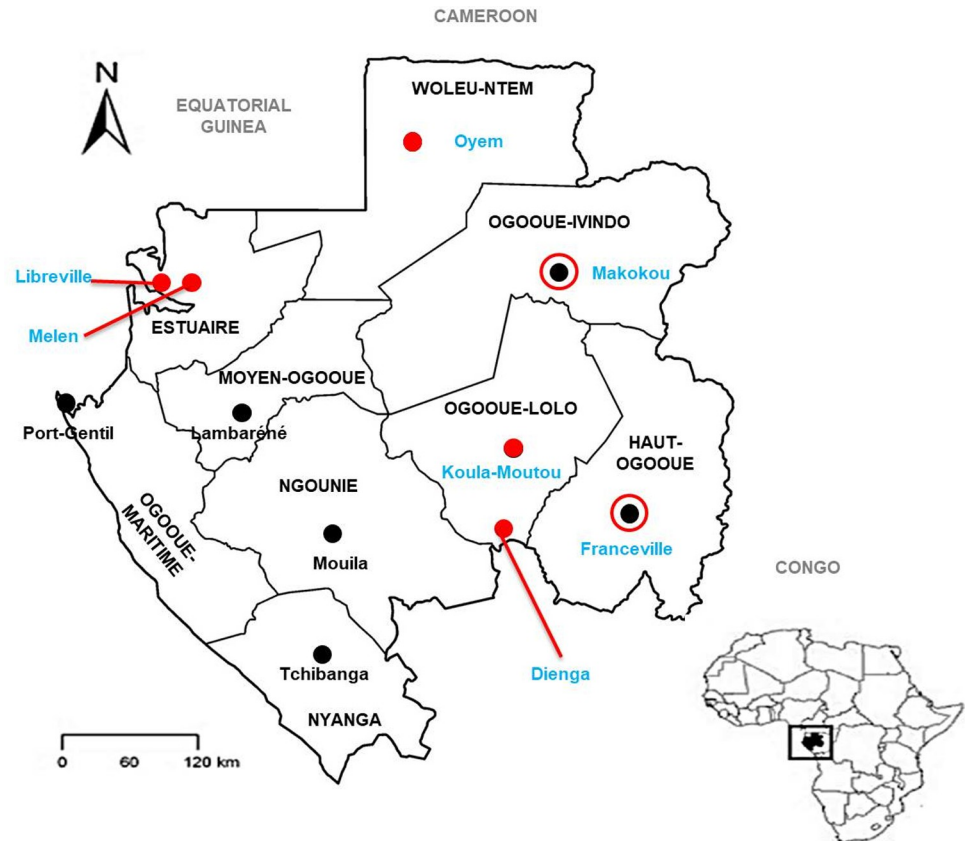 CAMEROON
N
EQUATORIAL
GUINEA
WOLEU-NTEM
Oyem
OGOOUE-IVINDO
Makokou
Libreville
Melen
ESTUAIRE
MOYEN-OGOOUE
Lambaréné
Port-Gentil
OGOOUE-LOLO
Koula-Moutou
HAUT-
OGOOUE
Franceville
NGOUNIE
Mouila
OGOOUE-
MARITIME
CONGO
Tchibanga
Dienga
NYANGA
0 60 120 km